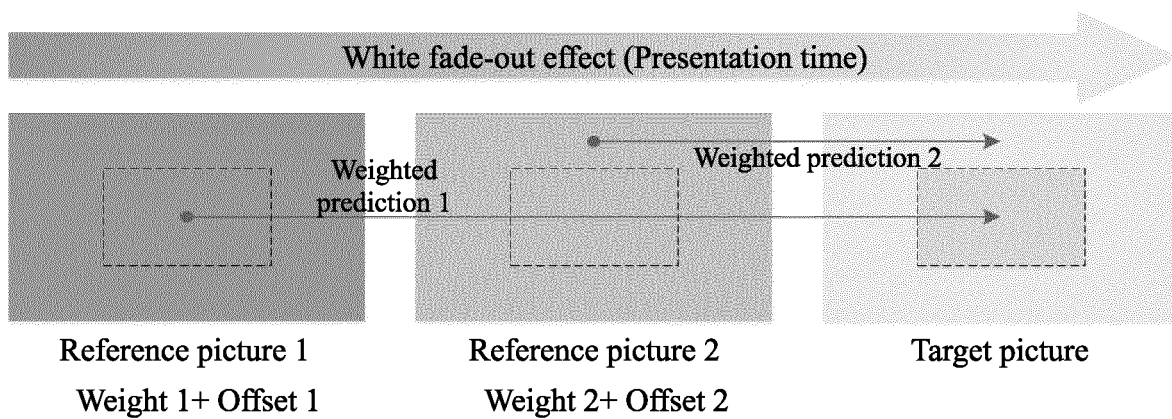 White fade-out effect (Presentation time)
Weighted
prediction 1
Weighted prediction 2
Reference picture 1
Reference picture 2
Target picture
Weight 1+ Offset 1
Weight 2+ Offset 2